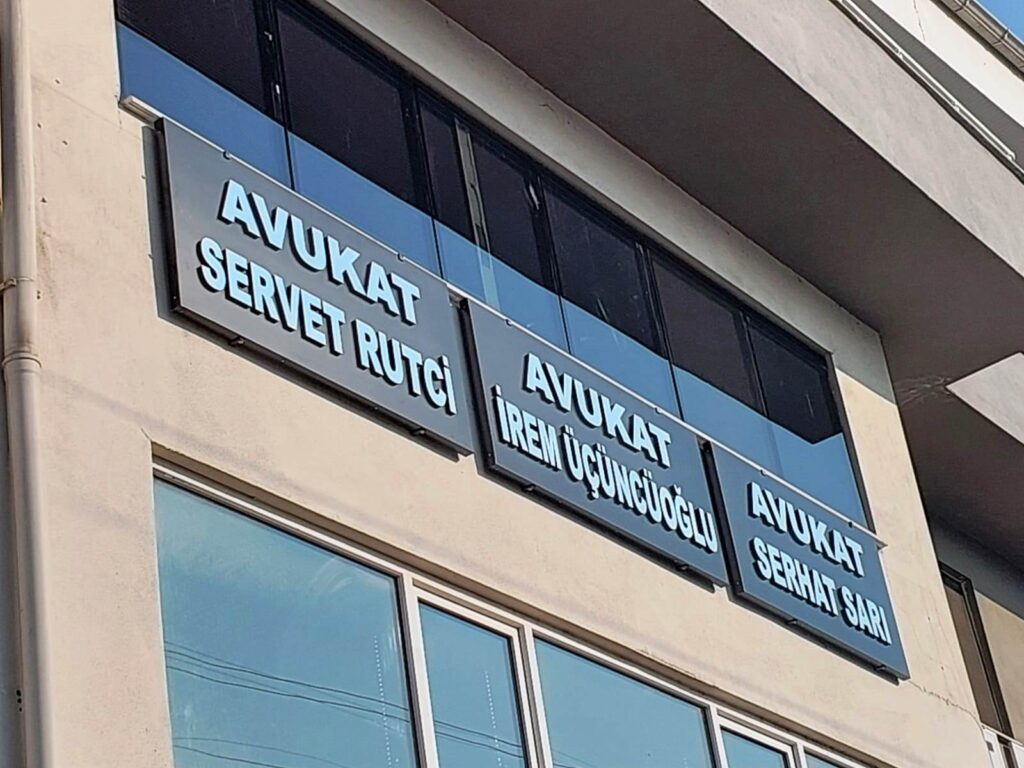 AVUKAT
SERVET RUTCİ
AVUKAT
İREM ÜÇÜNCÜOĞLU
AVUKAT
SERHAT SARI